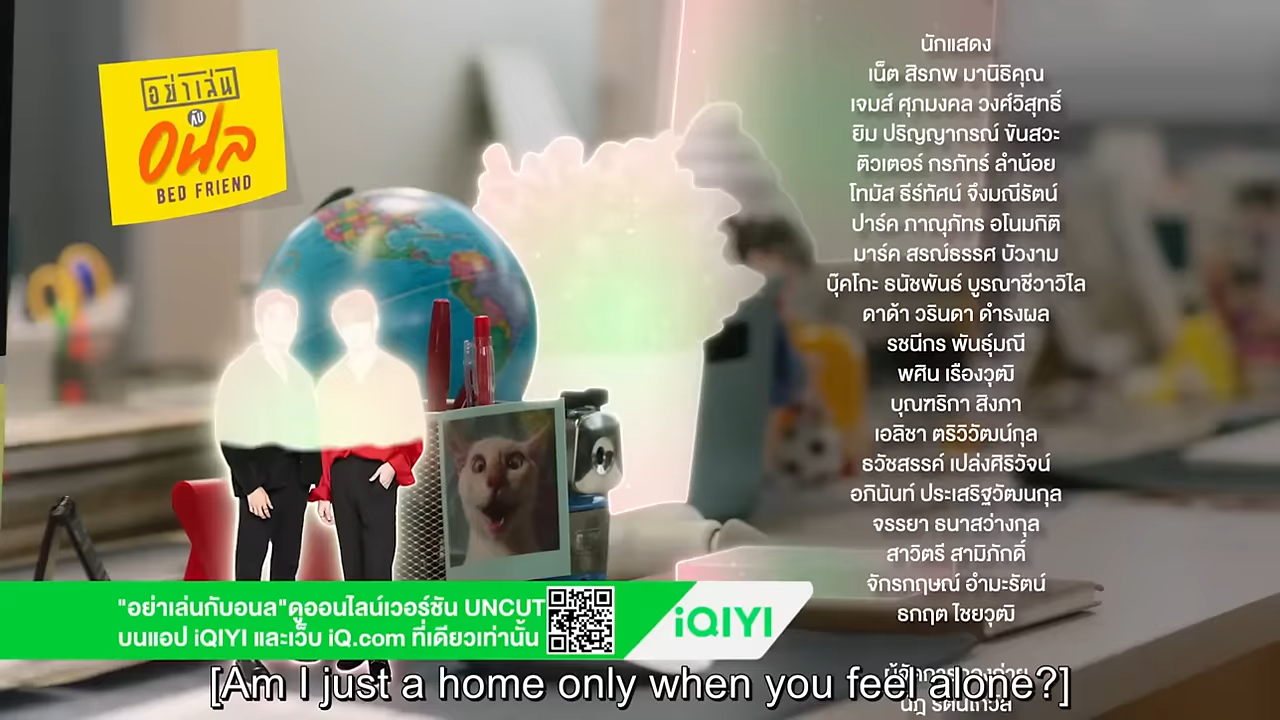 อย่าเล่น
กับ
อนล
BED FRIEND
นักแสดง
เน็ต สิรภพ มานิธิคุณ
เจมส์ ศุภมงคล วงศ์วิสุทธิ์
ยิม ปริญญากรณ์ ขันสวะ
ติวเตอร์ กรภัทร์ ลำน้อย
โทมัส ธีร์ทัศน์ จึงมณีรัตน์
ปาร์ค ภาณุภัทร อโนมกิติ
มาร์ค สรณ์ธรรศ บัวงาม
บุ๊คโกะ ธนัชพันธ์ บูรณาชีวาวิไล
ดาด้า วรินดา ดำรงผล
รชนีกร พันธุ์มณี
พศิน เรืองวุฒิ
บุณฑริกา สิงภา
เอลิชา ตริวิวัฒน์กุล
ธวัชสรรค์ เปล่งศิริวัจน์
อภินันท์ ประเสริฐวัฒนกุล
จรรยา ธนาสว่างกุล
สาวิตรี สามิภักดิ์
จักรกฤษณ์ อำมะรัตน์
ธกฤต ไชยวุฒิ
"อย่าเล่นกับอนล"ดูออนไลน์เวอร์ชัน UNCUT
บนแอป iQIYI และเว็บ iQ.com ที่เดียวเท่านั้น
iQIYI
[Am I just a home only when you feel alone?]